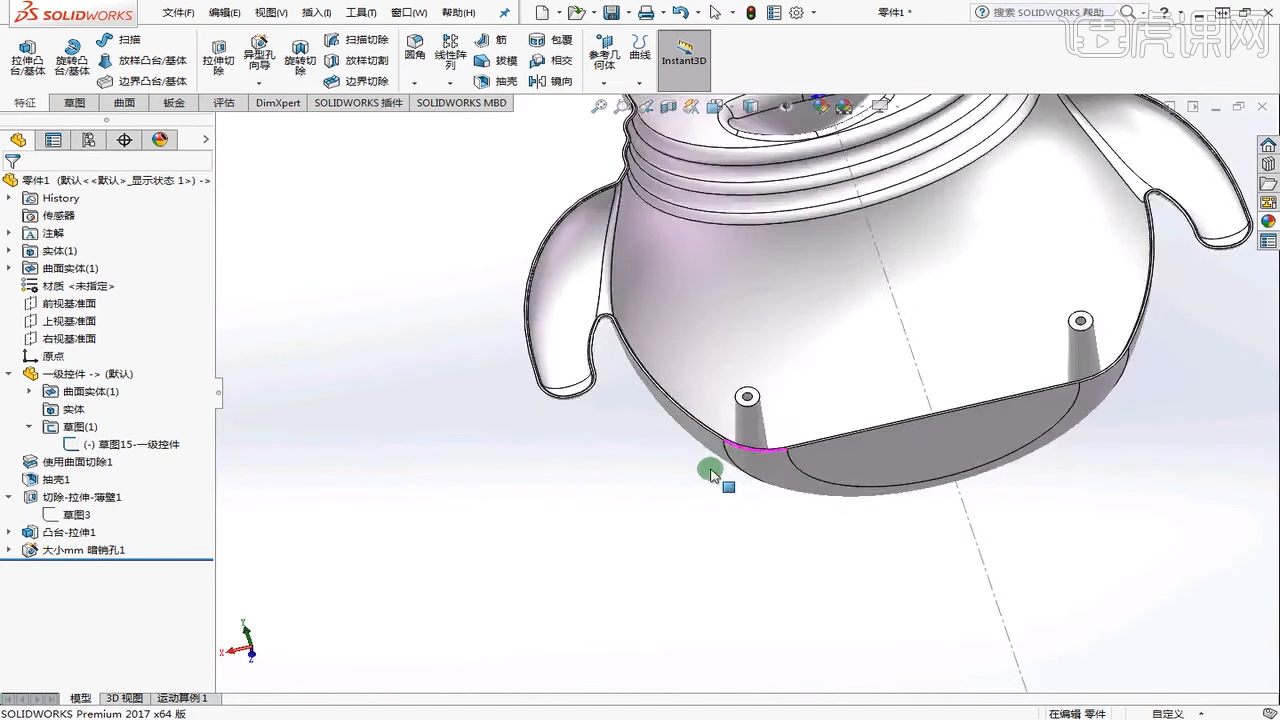 SOLIDWORKS
文件(F) 编辑(E) 视图(V) 插入(I) 工具(T) 窗口(W) 帮助(H)
零件1 *
搜索 SOLIDWORKS 帮助
虎课网
拉伸凸台/基体
旋转凸台/基体
扫描
放样凸台/基体
边界凸台/基体
拉伸切除
异型孔向导
旋转切除
扫描切除
放样切割
边界切除
圆角
线性阵列
筋
拔模
抽壳
包覆
相交
镜向
参考几何体
曲线
Instant3D
特征 草图 曲面 钣金 评估 DimXpert SOLIDWORKS 插件 SOLIDWORKS MBD
零件1 (默认<<默认>_显示状态 1>) ->
History
传感器
注解
实体(1)
曲面实体(1)
材质 <未指定>
前视基准面
上视基准面
右视基准面
原点
一级控件 -> (默认)
曲面实体(1)
实体
草图(1)
(-) 草图15-一级控件
使用曲面切除1
抽壳1
切除-拉伸-薄壁1
草图3
凸台-拉伸1
大小mm 暗销孔1
Y
X
Z
模型 3D 视图 运动算例 1
SOLIDWORKS Premium 2017 x64 版
在编辑 零件
自定义